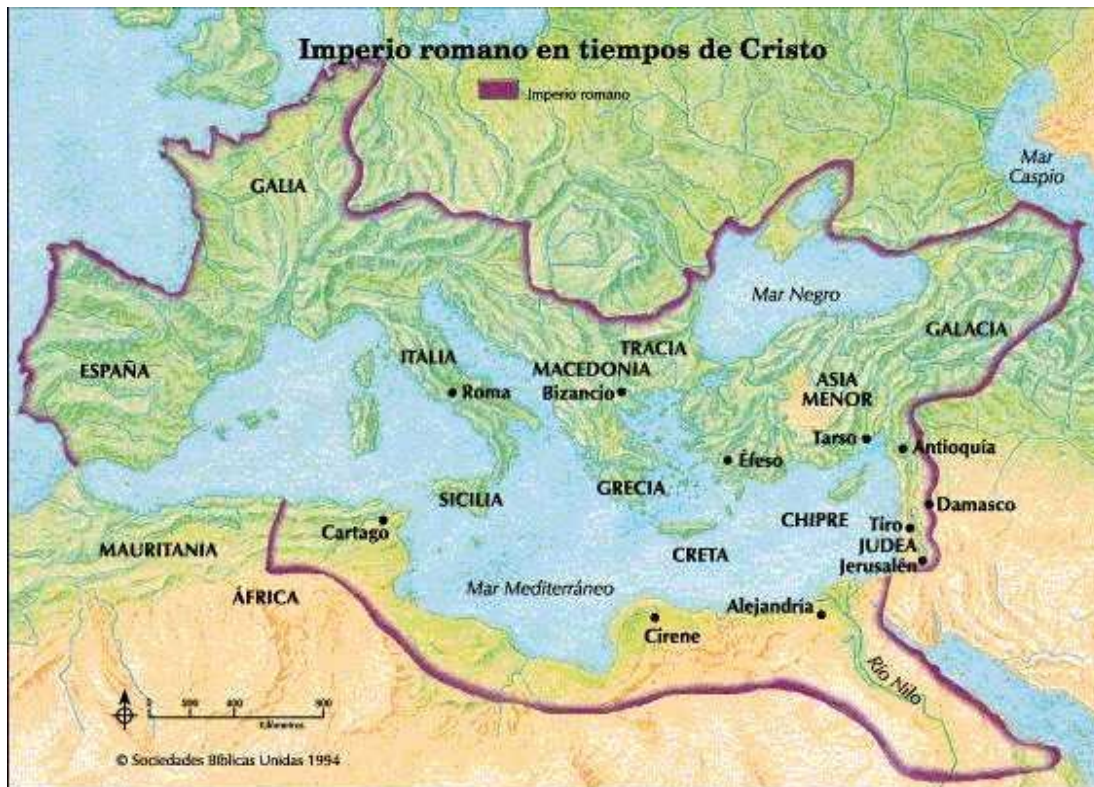 Imperio romano en tiempos de Cristo
Imperio romano
Mar
Caspio
GALIA
Mar Negro
GALACIA
ESPAÑA
ITALIA
TRACIA
MACEDONIA
Roma
Bizancio
ASIA
MENOR
Tarso
Antioquía
Éfeso
SICILIA
GRECIA
Damasco
CHIPRE
Tiro
Cartago
JUDEA
MAURITANIA
CRETA
Jerusalén
Mar Mediterráneo
ÁFRICA
Alejandría
Cirene
Río Nilo
Kilómetros
© Sociedades Bíblicas Unidas 1994